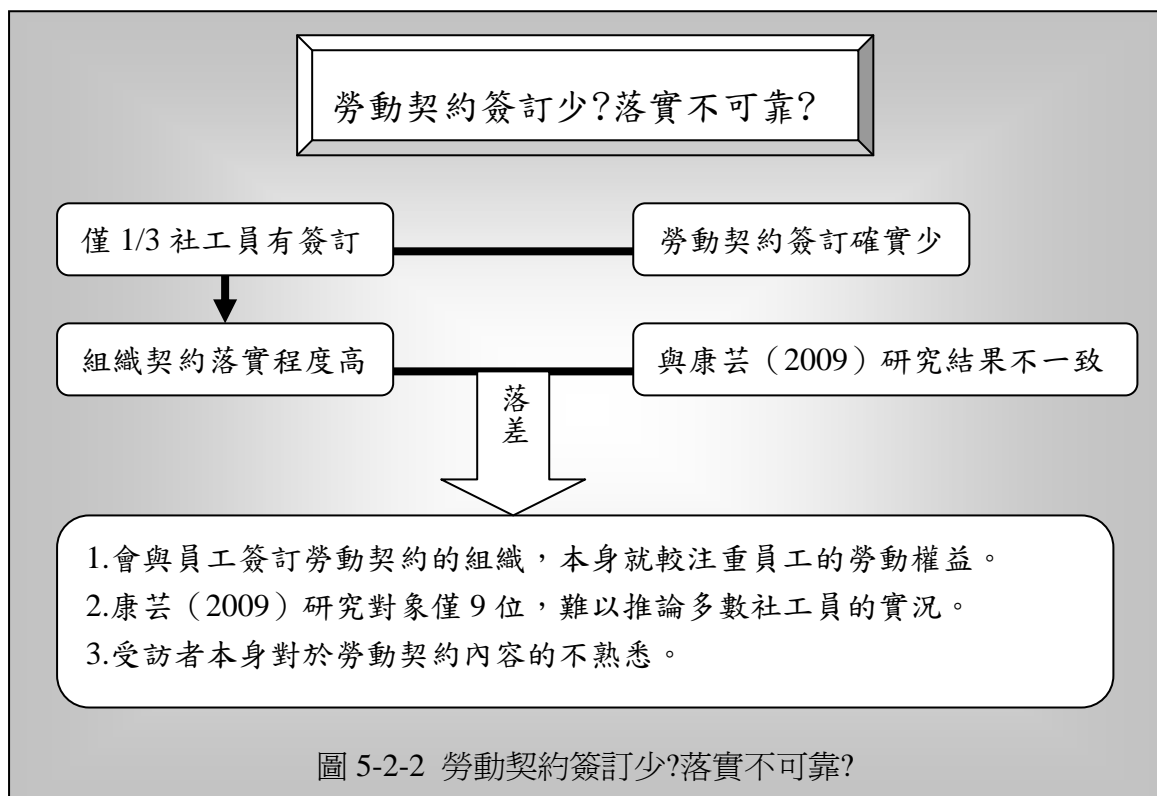 勞動契約簽訂少?落實不可靠?
僅 1/3 社工員有簽訂
勞動契約簽訂確實少
組織契約落實程度高
與康芸（2009）研究結果不一致
落
差
1.會與員工簽訂勞動契約的組織，本身就較注重員工的勞動權益。
2.康芸（2009）研究對象僅 9 位，難以推論多數社工員的實況。
3.受訪者本身對於勞動契約內容的不熟悉。
圖 5-2-2 勞動契約簽訂少?落實不可靠?